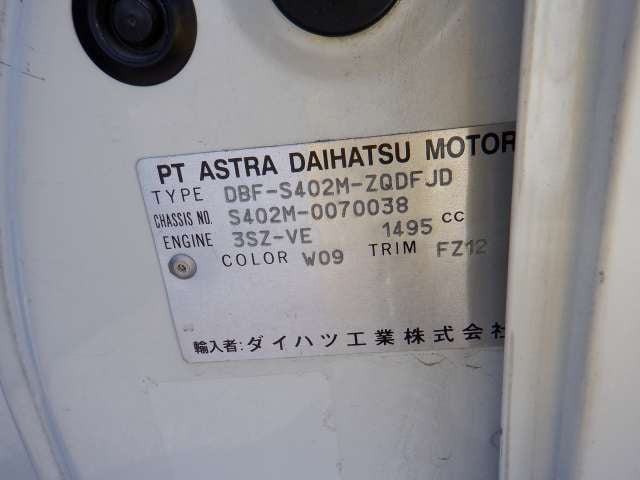 PT ASTRA DAIHATSU MOTOR
TYPE DBF-S402M-ZQDFJD
CHASSIS NO. S402M-0070038
ENGINE 3SZ-VE 1495 CC
COLOR W09 TRIM FZ12
輸入者:ダイハツ工業株式会社